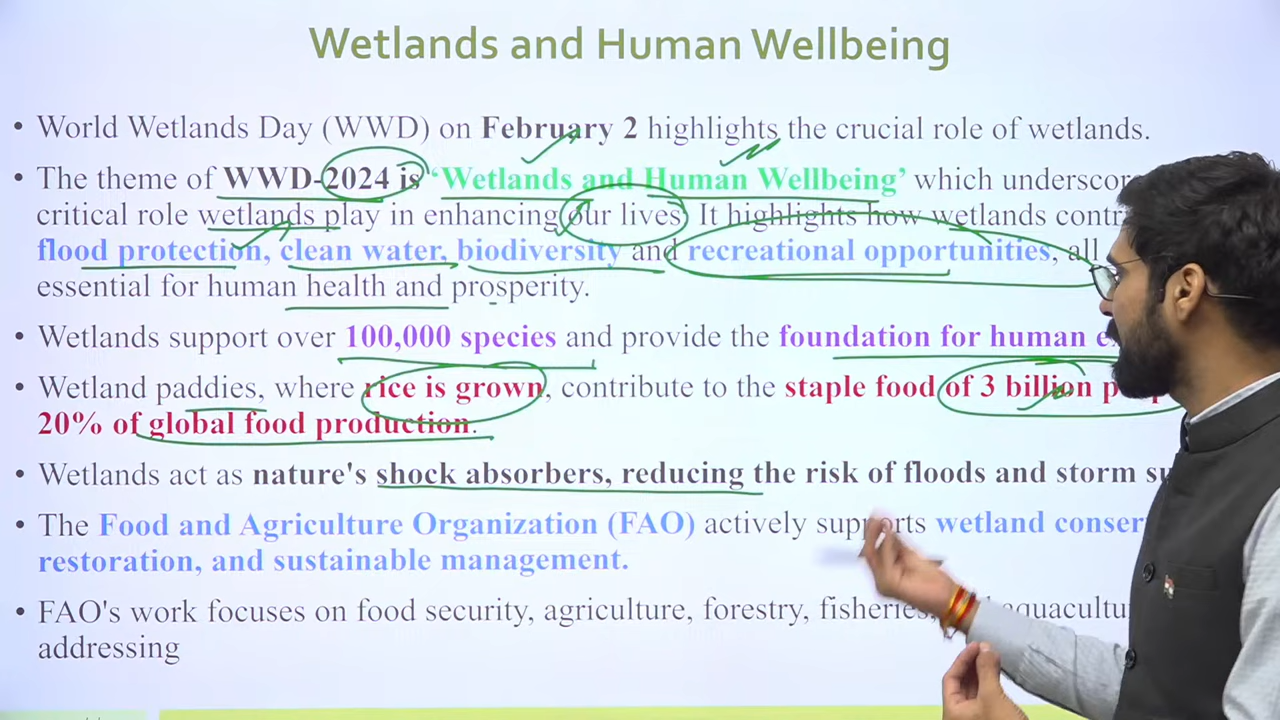 Wetlands and Human Wellbeing
• World Wetlands Day (WWD) on February 2 highlights the crucial role of wetlands.
• The theme of WWD-2024 is ‘Wetlands and Human Wellbeing’ which
critical role wetlands play in enhancing our lives. It highlights how wetlands
flood protection, clean water, biodiversity and recreational opportunities, all
essential for human health and prosperity.
• Wetlands support over 100,000 species and provide the foundation for human
• Wetland paddies, where rice is grown, contribute to the staple food of 3 billion
20% of global food production.
• Wetlands act as nature's shock absorbers, reducing the risk of floods and storm
• The Food and Agriculture Organization (FAO) actively supports wetland
restoration, and sustainable management.
• FAO's work focuses on food security, agriculture, forestry, fisheries,
addressing